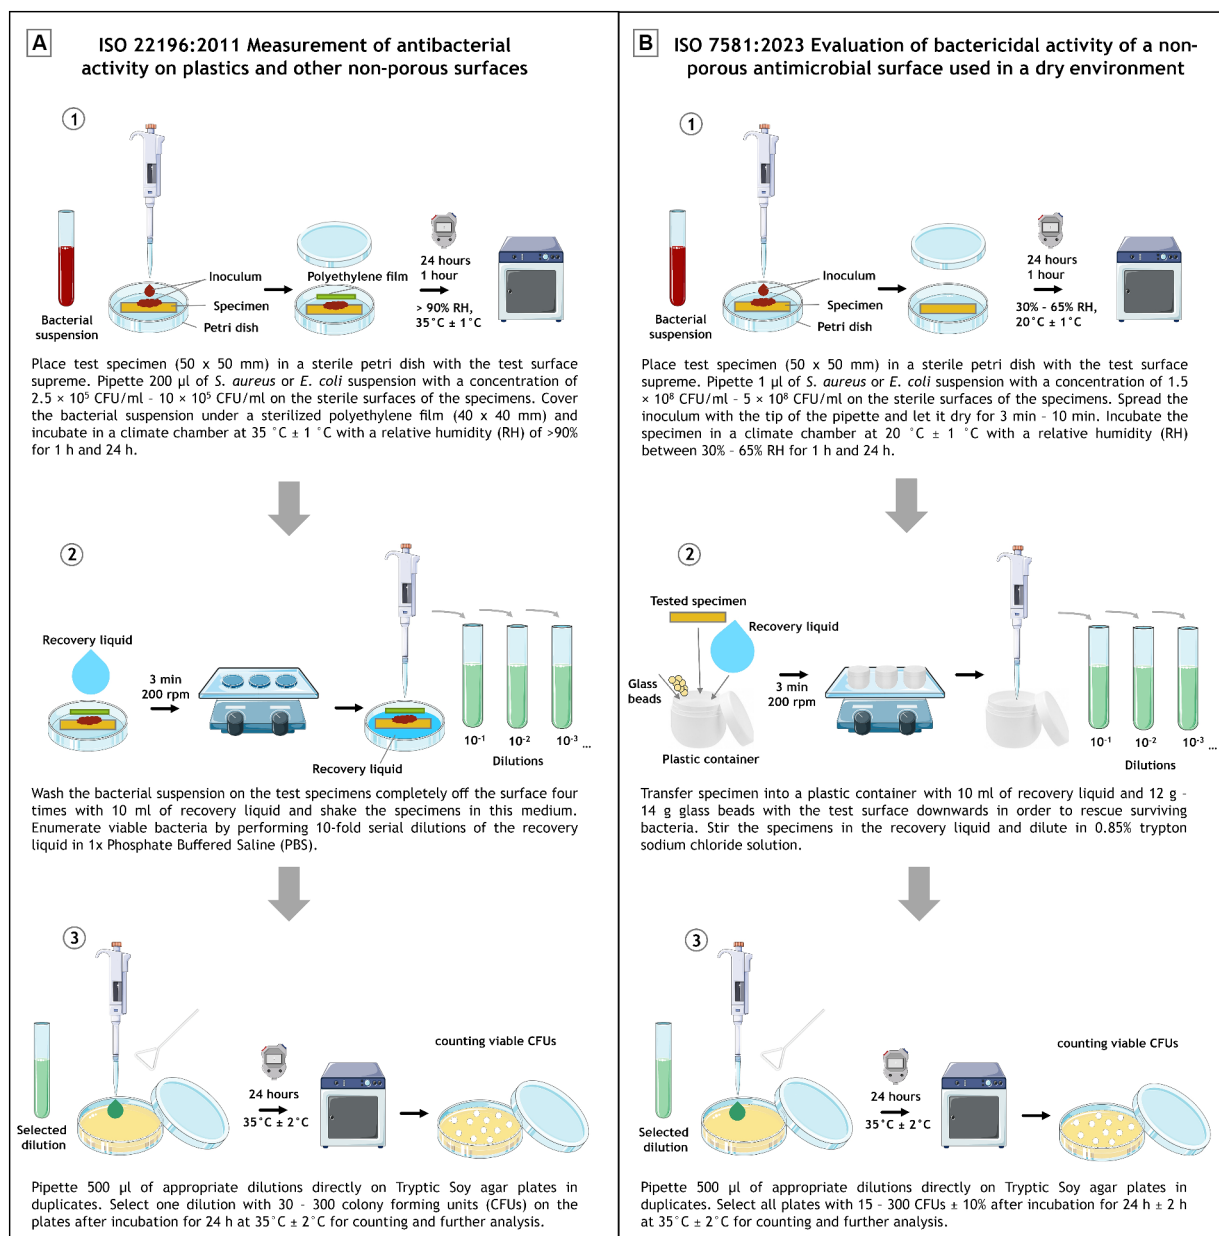 A
ISO 22196:2011 Measurement of antibacterial
activity on plastics and other non-porous surfaces
1
Inoculum
Polyethylene film
Specimen
Petri dish
Bacterial
suspension
24 hours
1 hour
> 90% RH,
35°C ± 1°C
Place test specimen (50 x 50 mm) in a sterile petri dish with the test surface
supreme. Pipette 200 µl of S. aureus or E. coli suspension with a concentration of
2.5 × 10⁵ CFU/ml - 10 × 10⁵ CFU/ml on the sterile surfaces of the specimens. Cover
the bacterial suspension under a sterilized polyethylene film (40 x 40 mm) and
incubate in a climate chamber at 35 °C ± 1 °C with a relative humidity (RH) of >90%
for 1 h and 24 h.
2
Recovery liquid
3 min
200 rpm
Recovery liquid
10⁻¹ 10⁻² 10⁻³ ...
Dilutions
Wash the bacterial suspension on the test specimens completely off the surface four
times with 10 ml of recovery liquid and shake the specimens in this medium.
Enumerate viable bacteria by performing 10-fold serial dilutions of the recovery
liquid in 1x Phosphate Buffered Saline (PBS).
3
Selected
dilution
24 hours
35°C ± 2°C
counting viable CFUs
Pipette 500 µl of appropriate dilutions directly on Tryptic Soy agar plates in
duplicates. Select one dilution with 30 - 300 colony forming units (CFUs) on the
plates after incubation for 24 h at 35°C ± 2°C for counting and further analysis.
B
ISO 7581:2023 Evaluation of bactericidal activity of a non-
porous antimicrobial surface used in a dry environment
1
Inoculum
Specimen
Petri dish
Bacterial
suspension
24 hours
1 hour
30% - 65% RH,
20°C ± 1°C
Place test specimen (50 x 50 mm) in a sterile petri dish with the test surface
supreme. Pipette 1 µl of S. aureus or E. coli suspension with a concentration of 1.5
× 10⁸ CFU/ml - 5 × 10⁸ CFU/ml on the sterile surfaces of the specimens. Spread the
inoculum with the tip of the pipette and let it dry for 3 min - 10 min. Incubate the
specimen in a climate chamber at 20 °C ± 1 °C with a relative humidity (RH)
between 30% - 65% RH for 1 h and 24 h.
2
Tested specimen
Recovery liquid
Glass
beads
Plastic container
3 min
200 rpm
10⁻¹ 10⁻² 10⁻³ ...
Dilutions
Transfer specimen into a plastic container with 10 ml of recovery liquid and 12 g -
14 g glass beads with the test surface downwards in order to rescue surviving
bacteria. Stir the specimens in the recovery liquid and dilute in 0.85% trypton
sodium chloride solution.
3
Selected
dilution
24 hours
35°C ± 2°C
counting viable CFUs
Pipette 500 µl of appropriate dilutions directly on Tryptic Soy agar plates in
duplicates. Select all plates with 15 - 300 CFUs ± 10% after incubation for 24 h ± 2 h
at 35°C ± 2°C for counting and further analysis.